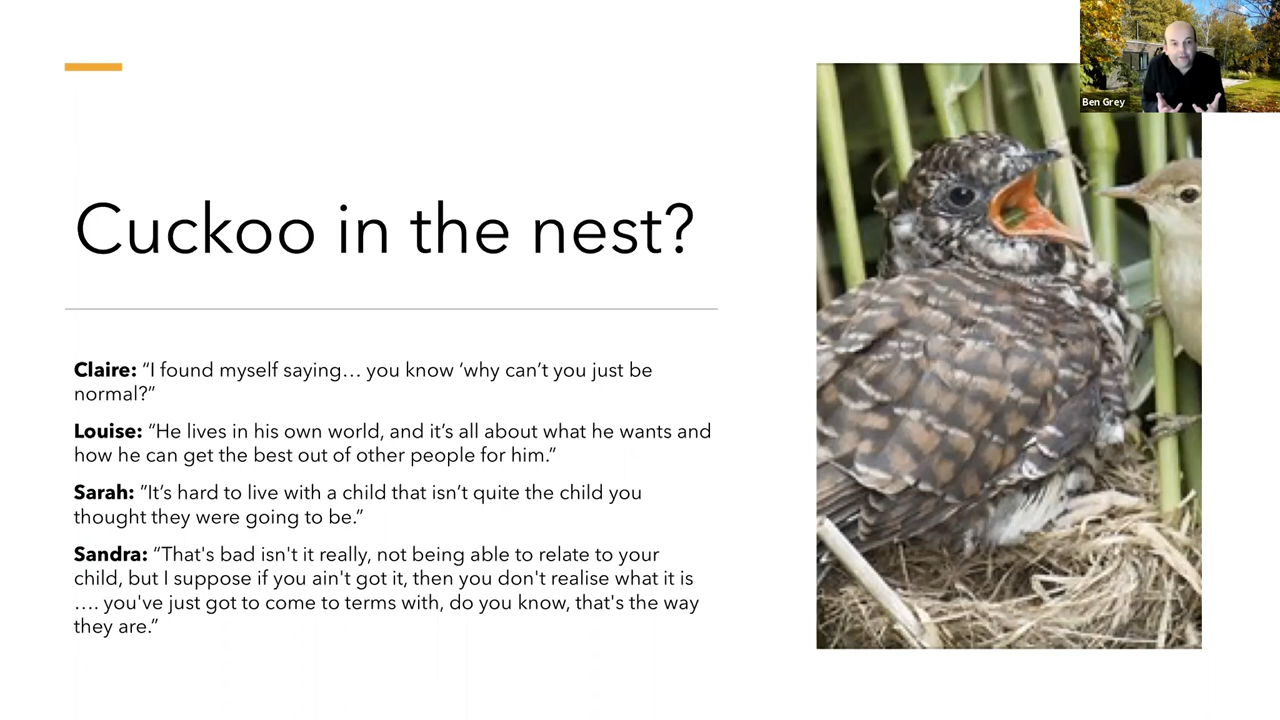 Ben Grey
Cuckoo in the nest?
Claire: “I found myself saying… you know ‘why can’t you just be
normal?”
Louise: “He lives in his own world, and it’s all about what he wants and
how he can get the best out of other people for him.”
Sarah: “It’s hard to live with a child that isn’t quite the child you
thought they were going to be.”
Sandra: “That's bad isn't it really, not being able to relate to your
child, but I suppose if you ain't got it, then you don't realise what it is
…. you've just got to come to terms with, do you know, that's the way
they are.”